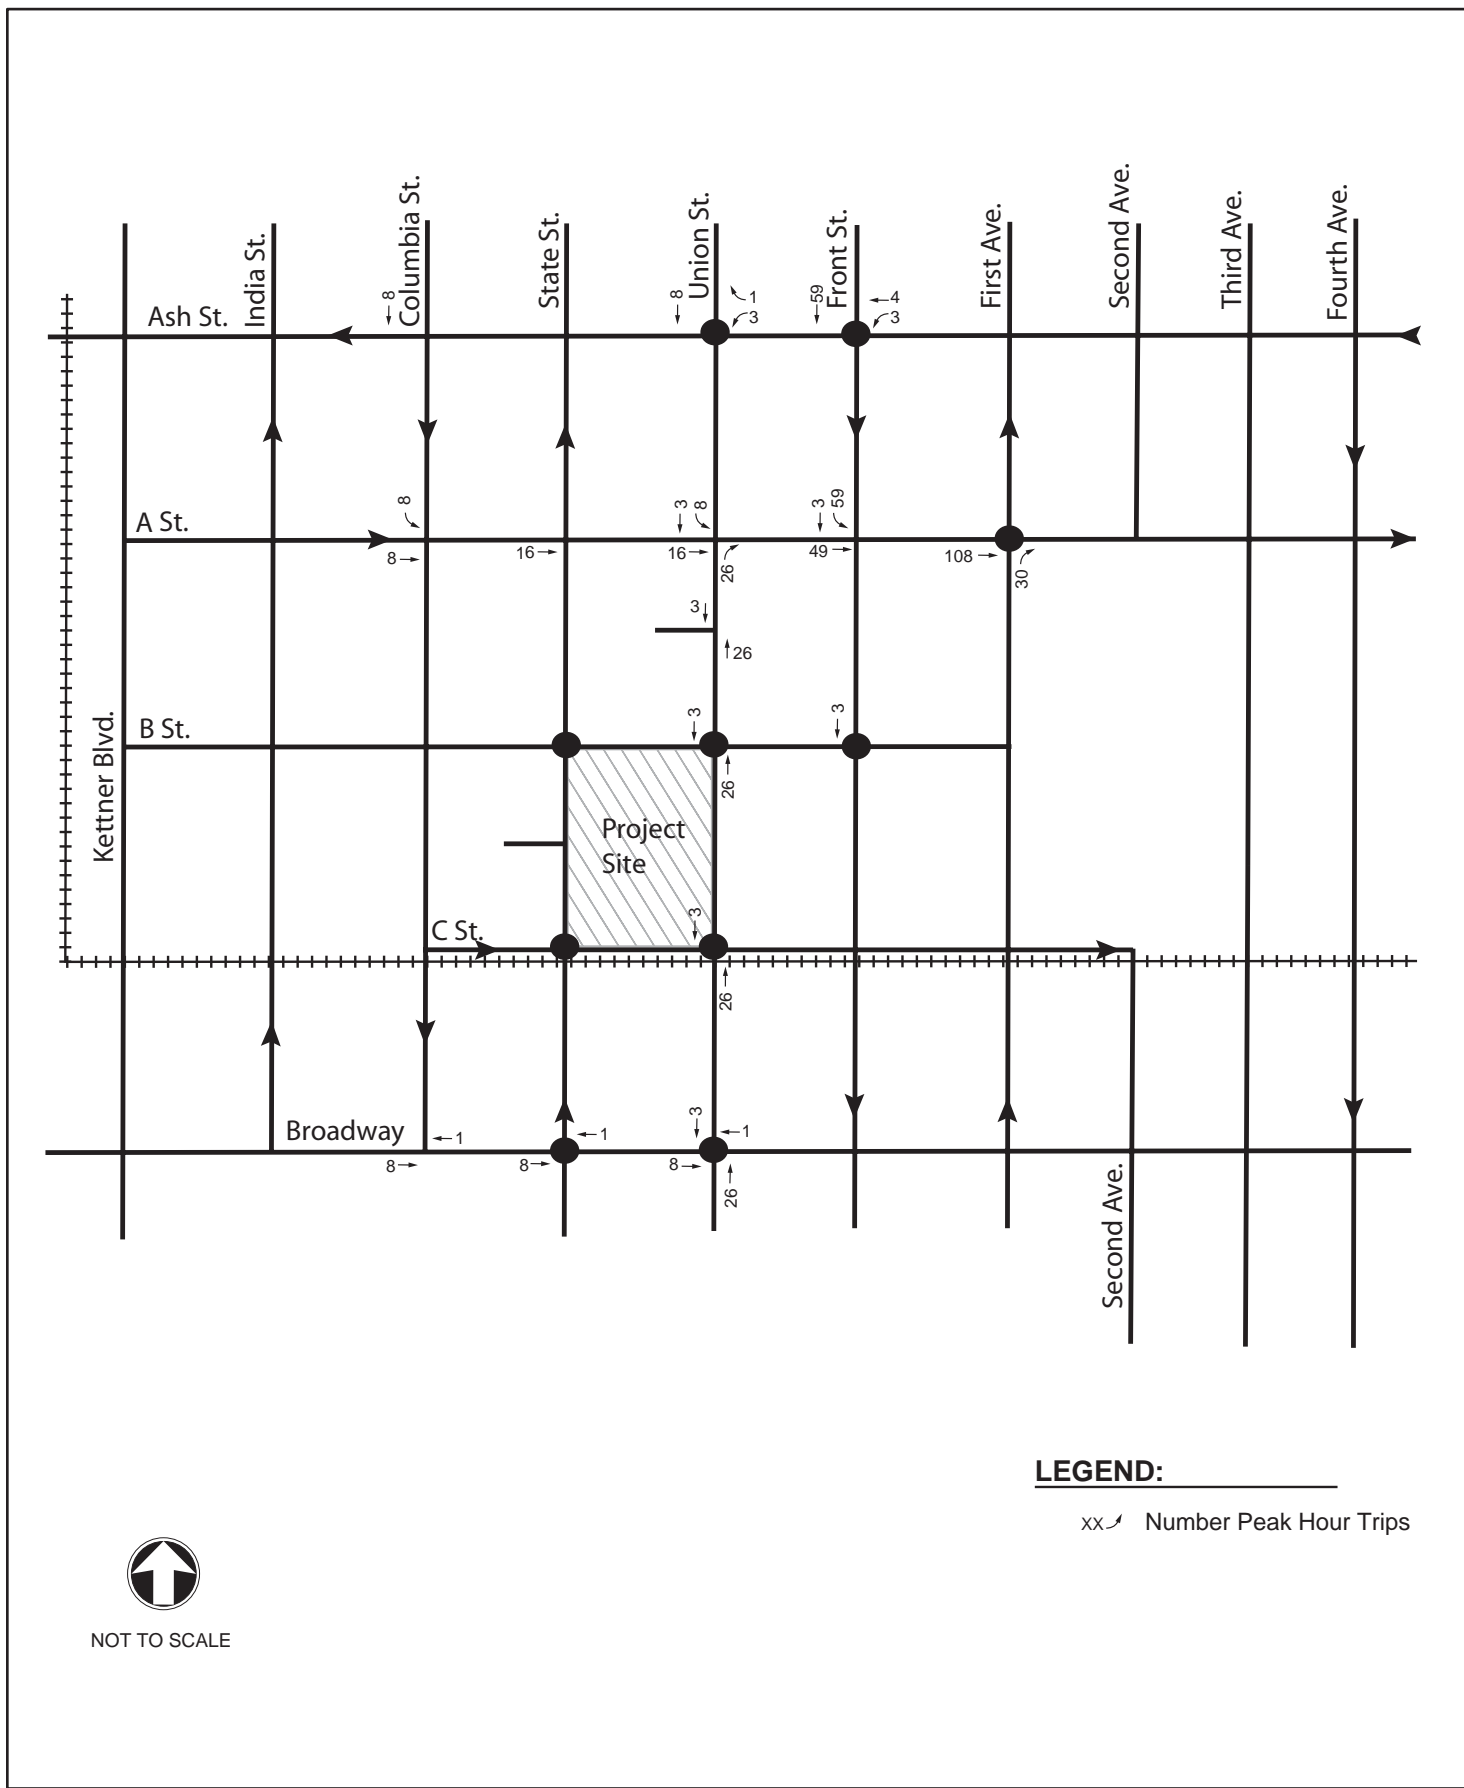 Columbia St.
Second Ave.
Fourth Ave.
Third Ave.
State St.
Union St.
Front St.
First Ave.
India St.
Ash St.
8
8
1
3
59
4
3
A St.
8
8
16
3
8
16
26
3
59
49
108
30
3
26
B St.
3
3
26
Kettner Blvd.
Project
Site
C St.
3
26
Broadway
1
8
1
8
3
1
8
26
Second Ave.
LEGEND:
XX Number Peak Hour Trips
NOT TO SCALE